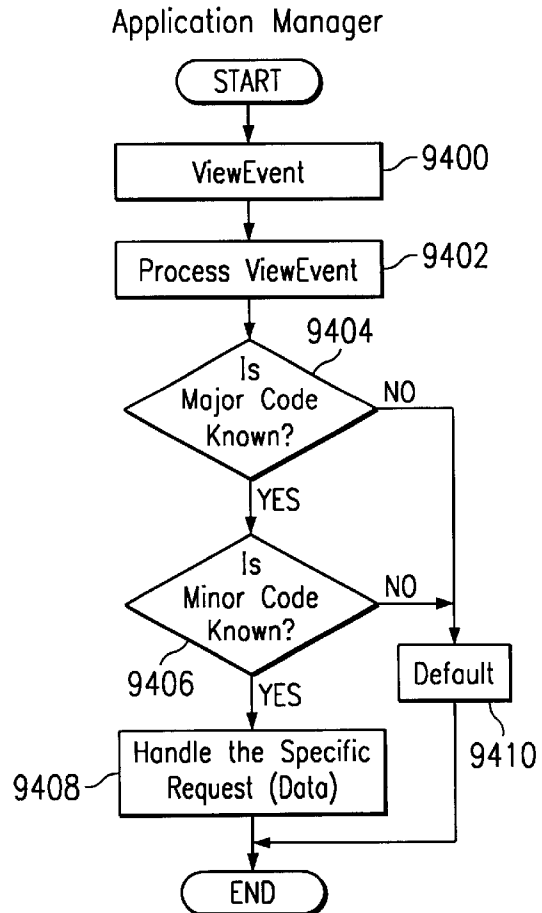 Application Manager
START
ViewEvent
9400
Process ViewEvent
9402
9404
Is
Major Code
Known?
NO
YES
Is
Minor Code
Known?
NO
9406
YES
Default
9410
Handle the Specific
Request (Data)
9408
END